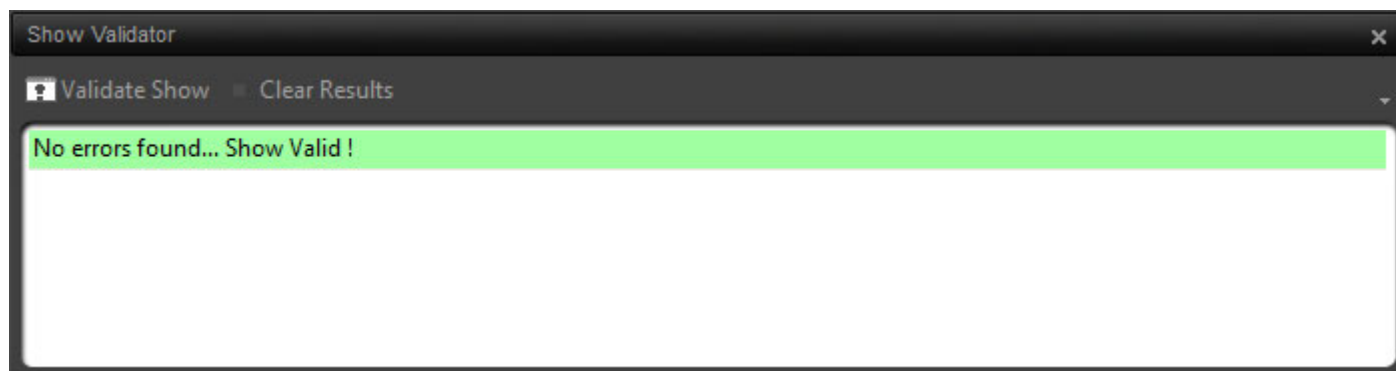 Show Validator
Validate Show Clear Results
No errors found... Show Valid !